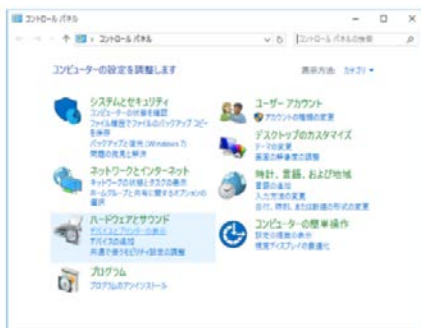 コントロール パネル
コントロール パネル
コントロール パネルの検索
コンピューターの設定を調整します
表示方法: カテゴリ
システムとセキュリティ
コンピューターの状態を確認
ファイル履歴でファイルのバックアップ コピーを保存
バックアップと復元 (Windows 7)
問題の発見と解決
ネットワークとインターネット
ネットワークの状態とタスクの表示
ホームグループと共有に関するオプションの選択
ハードウェアとサウンド
デバイスとプリンターの表示
デバイスの追加
共通で使うモビリティ設定の調整
プログラム
プログラムのアンインストール
ユーザー アカウント
アカウントの種類の変更
デスクトップのカスタマイズ
テーマの変更
画面の解像度の調整
時計、言語、および地域
言語の追加
入力方法の変更
日付、時刻、または数値の形式の変更
コンピューターの簡単操作
設定の提案の表示
視覚ディスプレイの最適化